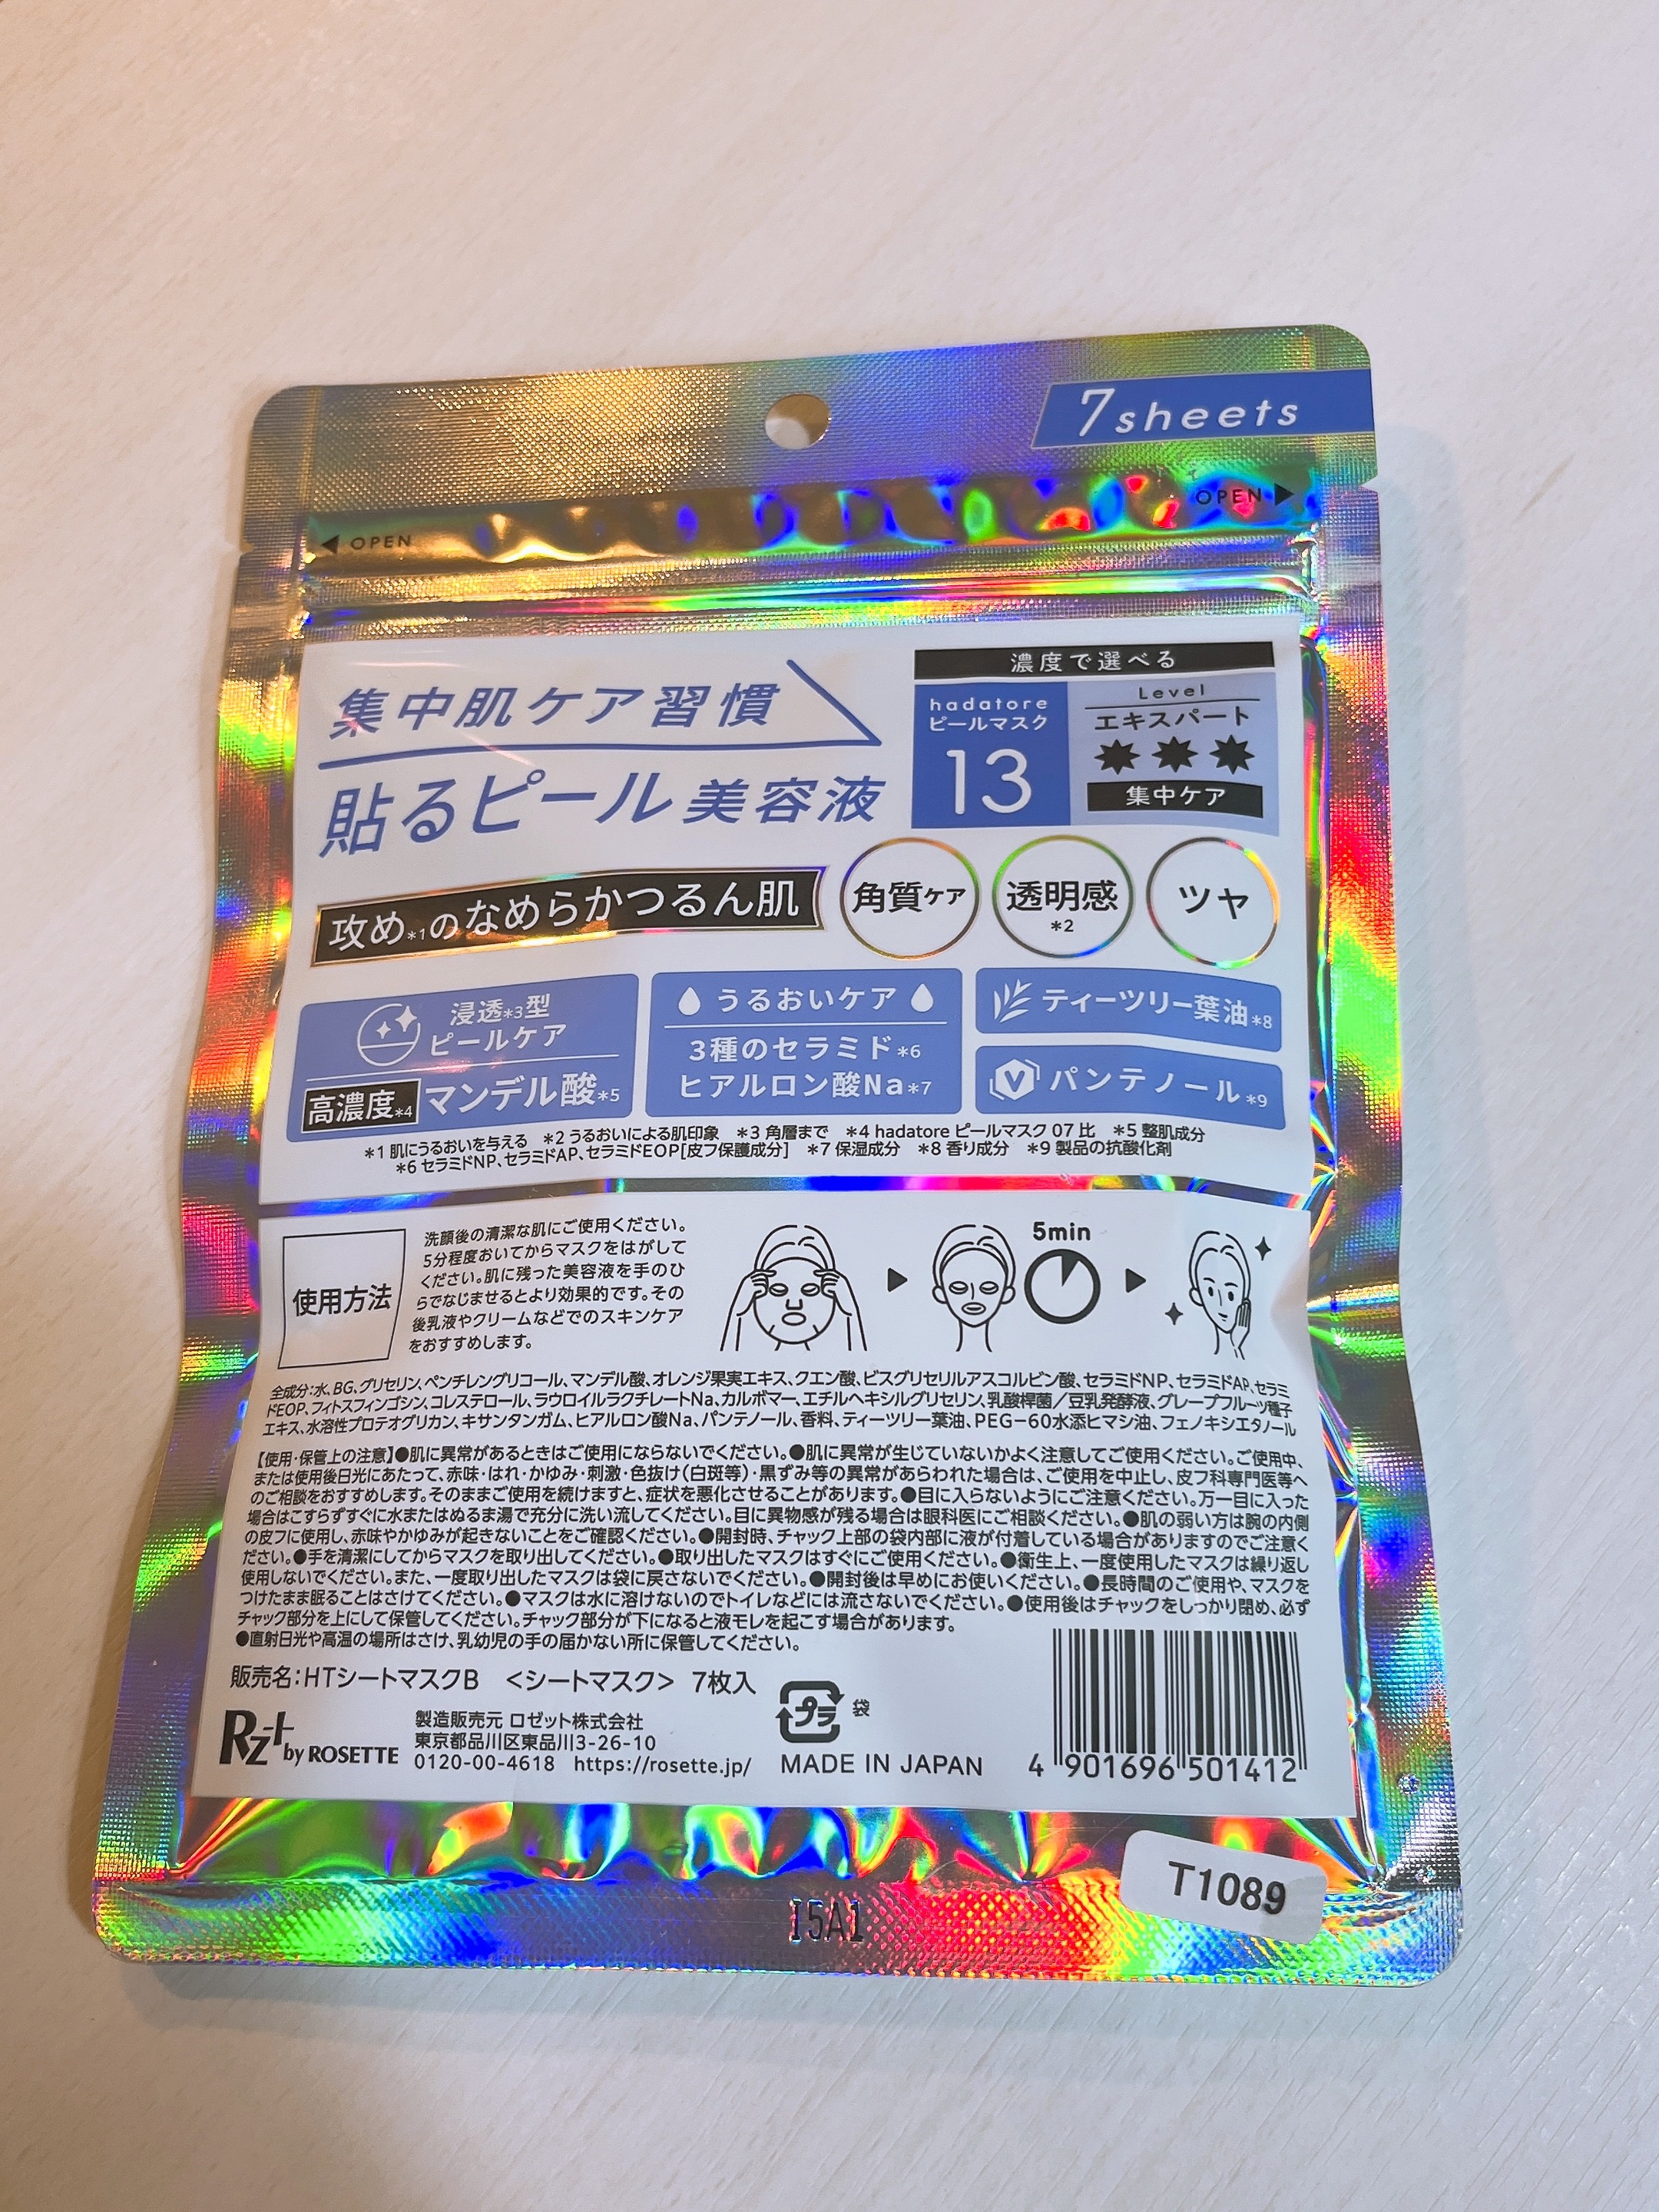 7sheets
OPEN
OPEN
集中肌ケア習慣
貼るピール美容液
濃度で選べる
hadatore
ピールマスク
13
Level
エキスパート
集中ケア
攻め*1のなめらかつるん肌
角質ケア
透明感
*2
ツヤ
浸透*3型
ピールケア
高濃度*4 マンデル酸*5
うるおいケア
3種のセラミド*6
ヒアルロン酸Na*7
ティーツリー葉油*8
パンテノール*9
*1 肌にうるおいを与える *2 うるおいによる肌印象 *3 角層まで *4 hadatore ピールマスク 07 比 *5 整肌成分
*6 セラミドNP、セラミドAP、セラミドEOP[皮フ保護成分] *7 保湿成分 *8 香り成分 *9 製品の抗酸化剤
使用方法
洗顔後の清潔な肌にご使用ください。
5分程度おいてからマスクをはがして
ください。肌に残った美容液を手のひ
らでなじませるとより効果的です。その
後乳液やクリームなどでのスキンケア
をおすすめします。
5min
全成分:水、BG、グリセリン、ペンチレングリコール、マンデル酸、オレンジ果実エキス、クエン酸、ビスグリセリルアスコルビン酸、セラミドNP、セラミドAP、セラミ
ドEOP、フィトスフィンゴシン、コレステロール、ラウロイルラクチレートNa、カルボマー、エチルヘキシルグリセリン、乳酸桿菌/豆乳発酵液、グレープフルーツ種子
エキス、水溶性プロテオグリカン、キサンタンガム、ヒアルロン酸Na、パンテノール、香料、ティーツリー葉油、PEG-60水添ヒマシ油、フェノキシエタノール
【使用・保管上の注意】●肌に異常があるときはご使用にならないでください。●肌に異常が生じていないかよく注意してご使用ください。ご使用中、
または使用後日光にあたって、赤味・はれ・かゆみ・刺激・色抜け(白斑等)・黒ずみ等の異常があらわれた場合は、ご使用を中止し、皮フ科専門医等へ
のご相談をおすすめします。そのままご使用を続けますと、症状を悪化させることがあります。●目に入らないようにご注意ください。万一目に入った
場合はこすらずすぐに水またはぬるま湯で充分に洗い流してください。目に異物感が残る場合は眼科医にご相談ください。●肌の弱い方は腕の内側
の皮フに使用し、赤味やかゆみが起きないことをご確認ください。●開封時、チャック上部の袋内部に液が付着している場合がありますのでご注意く
ださい。●手を清潔にしてからマスクを取り出してください。●取り出したマスクはすぐにご使用ください。●衛生上、一度使用したマスクは繰り返し
使用しないでください。また、一度取り出したマスクは袋に戻さないでください。●開封後は早めにお使いください。●長時間のご使用や、マスクを
つけたまま眠ることはさけてください。●マスクは水に溶けないのでトイレなどには流さないでください。●使用後はチャックをしっかり閉め、必ず
チャック部分を上にして保管してください。チャック部分が下になると液モレを起こす場合があります。
●直射日光や高温の場所はさけ、乳幼児の手の届かない所に保管してください。
販売名:HTシートマスクB <シートマスク> 7枚入
Rz+ by ROSETTE
製造販売元 ロゼット株式会社
東京都品川区東品川3-26-10
0120-00-4618 https://rosette.jp/
プラ 袋
MADE IN JAPAN
4 901696 501412
T1089
I5A1